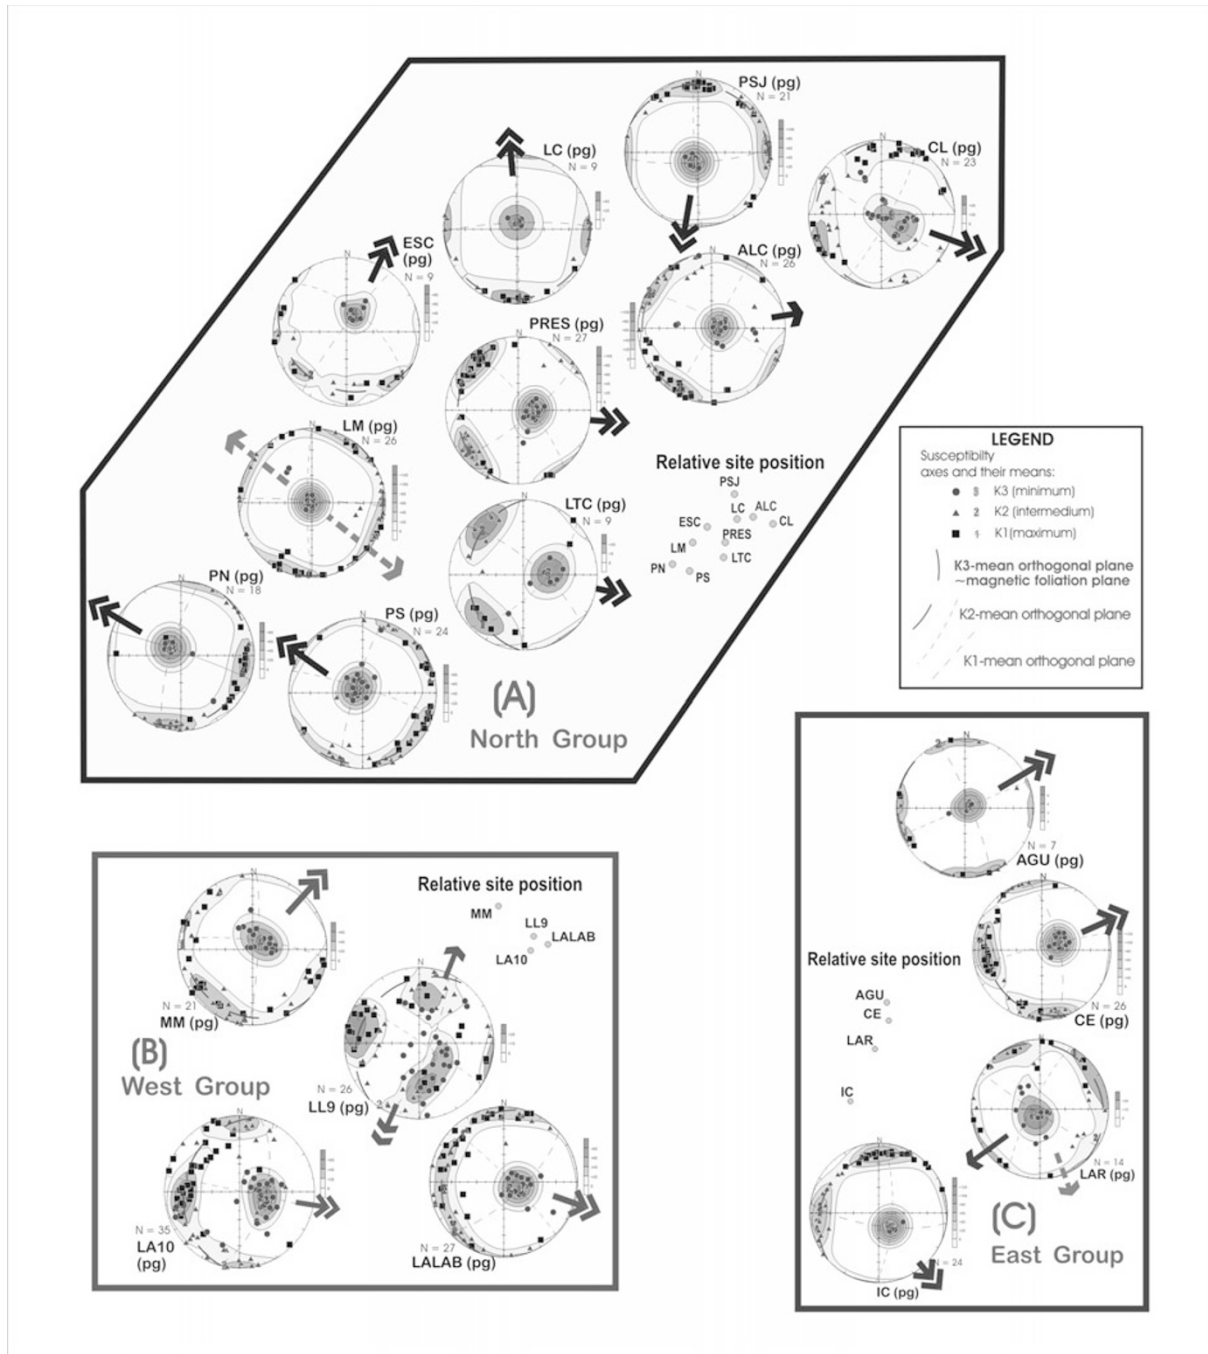 PSJ (pg)
N = 21
LC (pg)
N = 9
CL (pg)
N = 23
ESC
(pg)
N = 9
ALC (pg)
N = 26
PRES (pg)
N = 27
LM (pg)
N = 26
LTC (pg)
N = 9
PN (pg)
N = 18
PS (pg)
N = 24
(A)
North Group
Relative site position
PSJ
LC
ALC
ESC
CL
PRES
LM
LTC
PN
PS
LEGEND
Susceptibilty
axes and their means:
K3 (minimum)
K2 (intermedium)
K1(maximum)
K3-mean orthogonal plane
~magnetic foliation plane
K2-mean orthogonal plane
K1-mean orthogonal plane
N = 21
MM (pg)
(B)
West Group
Relative site position
MM
LL9
LALAB
LA10
N = 26
LL9 (pg)
N = 35
LA10
(pg)
N = 27
LALAB (pg)
N = 7
AGU (pg)
N = 26
CE (pg)
Relative site position
AGU
CE
LAR
IC
N = 14
LAR (pg)
(C)
East Group
N = 24
IC (pg)